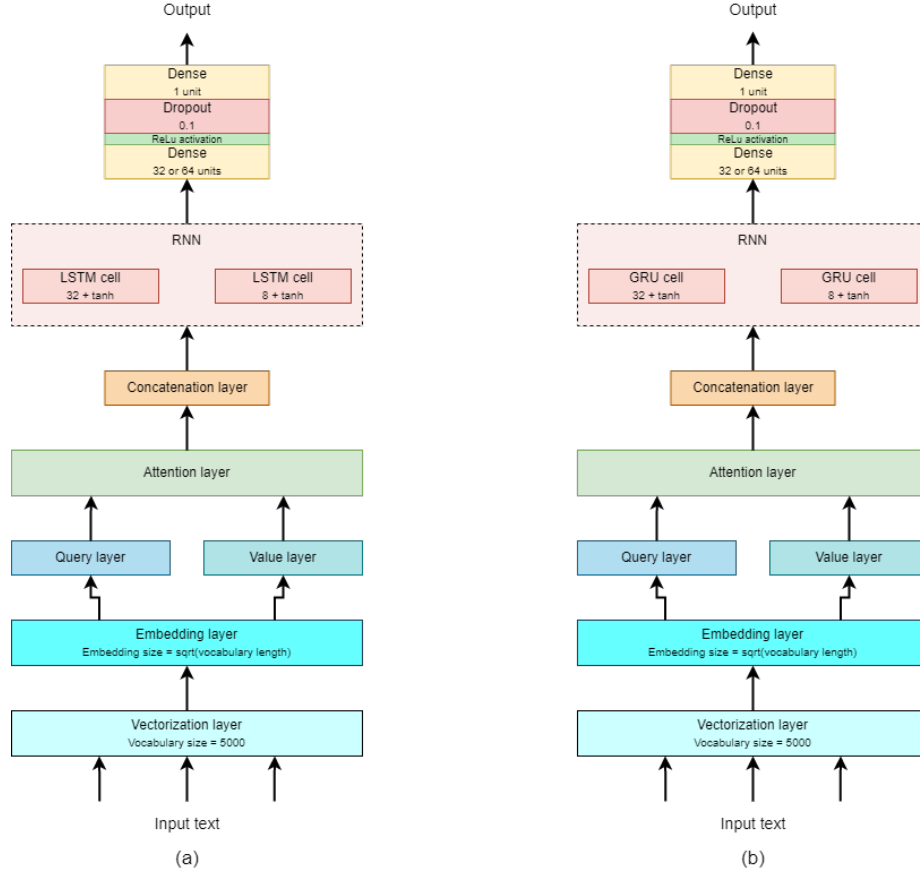 Output
Dense
1 unit
Dropout
0.1
ReLu activation
Dense
32 or 64 units
RNN
LSTM cell
32 + tanh
LSTM cell
8 + tanh
Concatenation layer
Attention layer
Query layer
Value layer
Embedding layer
Embedding size = sqrt(vocabulary length)
Vectorization layer
Vocabulary size = 5000
Input text
(a)
Output
Dense
1 unit
Dropout
0.1
ReLu activation
Dense
32 or 64 units
RNN
GRU cell
32 + tanh
GRU cell
8 + tanh
Concatenation layer
Attention layer
Query layer
Value layer
Embedding layer
Embedding size = sqrt(vocabulary length)
Vectorization layer
Vocabulary size = 5000
Input text
(b)